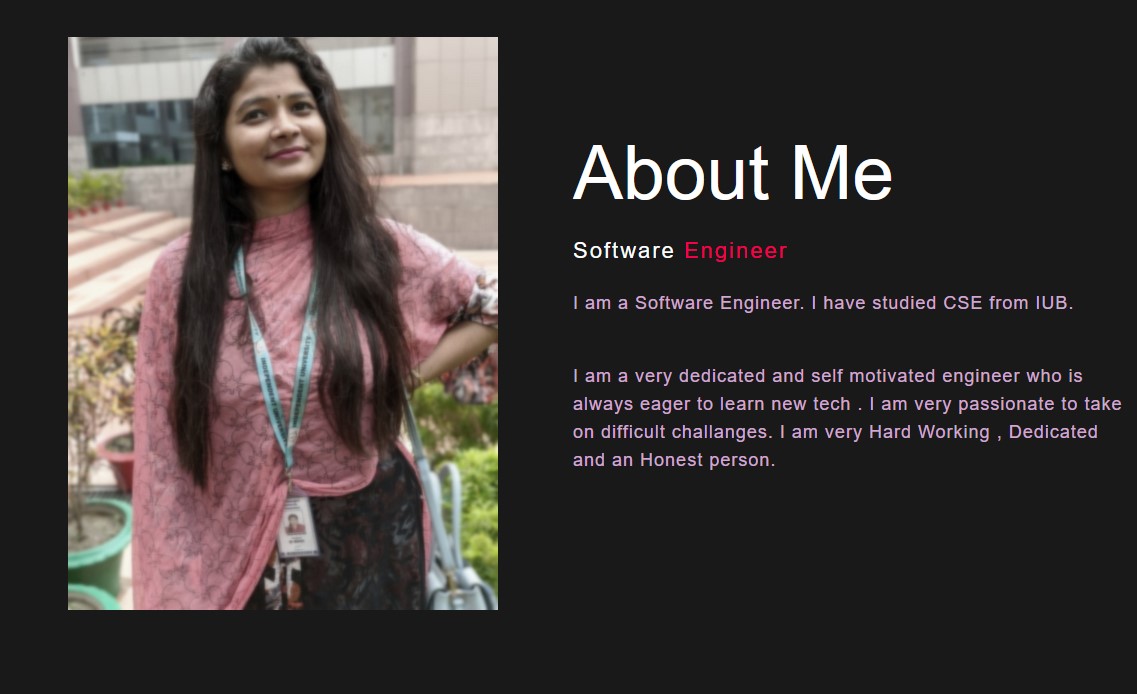 About Me
Software Engineer
I am a Software Engineer. I have studied CSE from IUB.
I am a very dedicated and self motivated engineer who is
always eager to learn new tech . I am very passionate to take
on difficult challanges. I am very Hard Working , Dedicated
and an Honest person.
INDEPENDENT UNIVERSITY